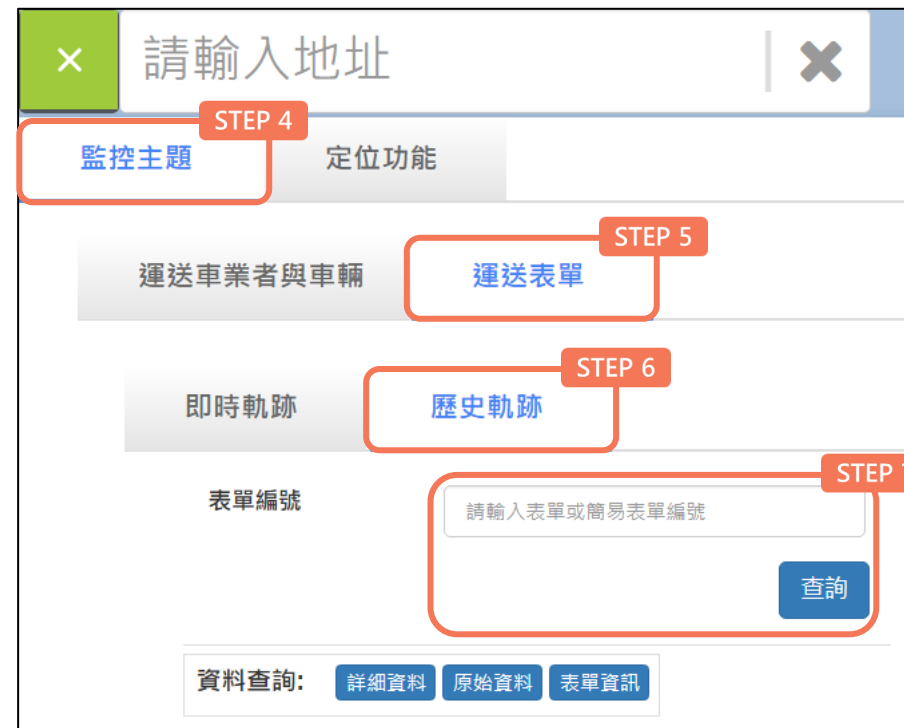 × 請輸入地址 ✖
STEP 4
監控主題 定位功能
STEP 5
運送車業者與車輛 運送表單
STEP 6
即時軌跡 歷史軌跡
STEP 7
表單編號 請輸入表單或簡易表單編號
查詢
資料查詢: 詳細資料 原始資料 表單資訊